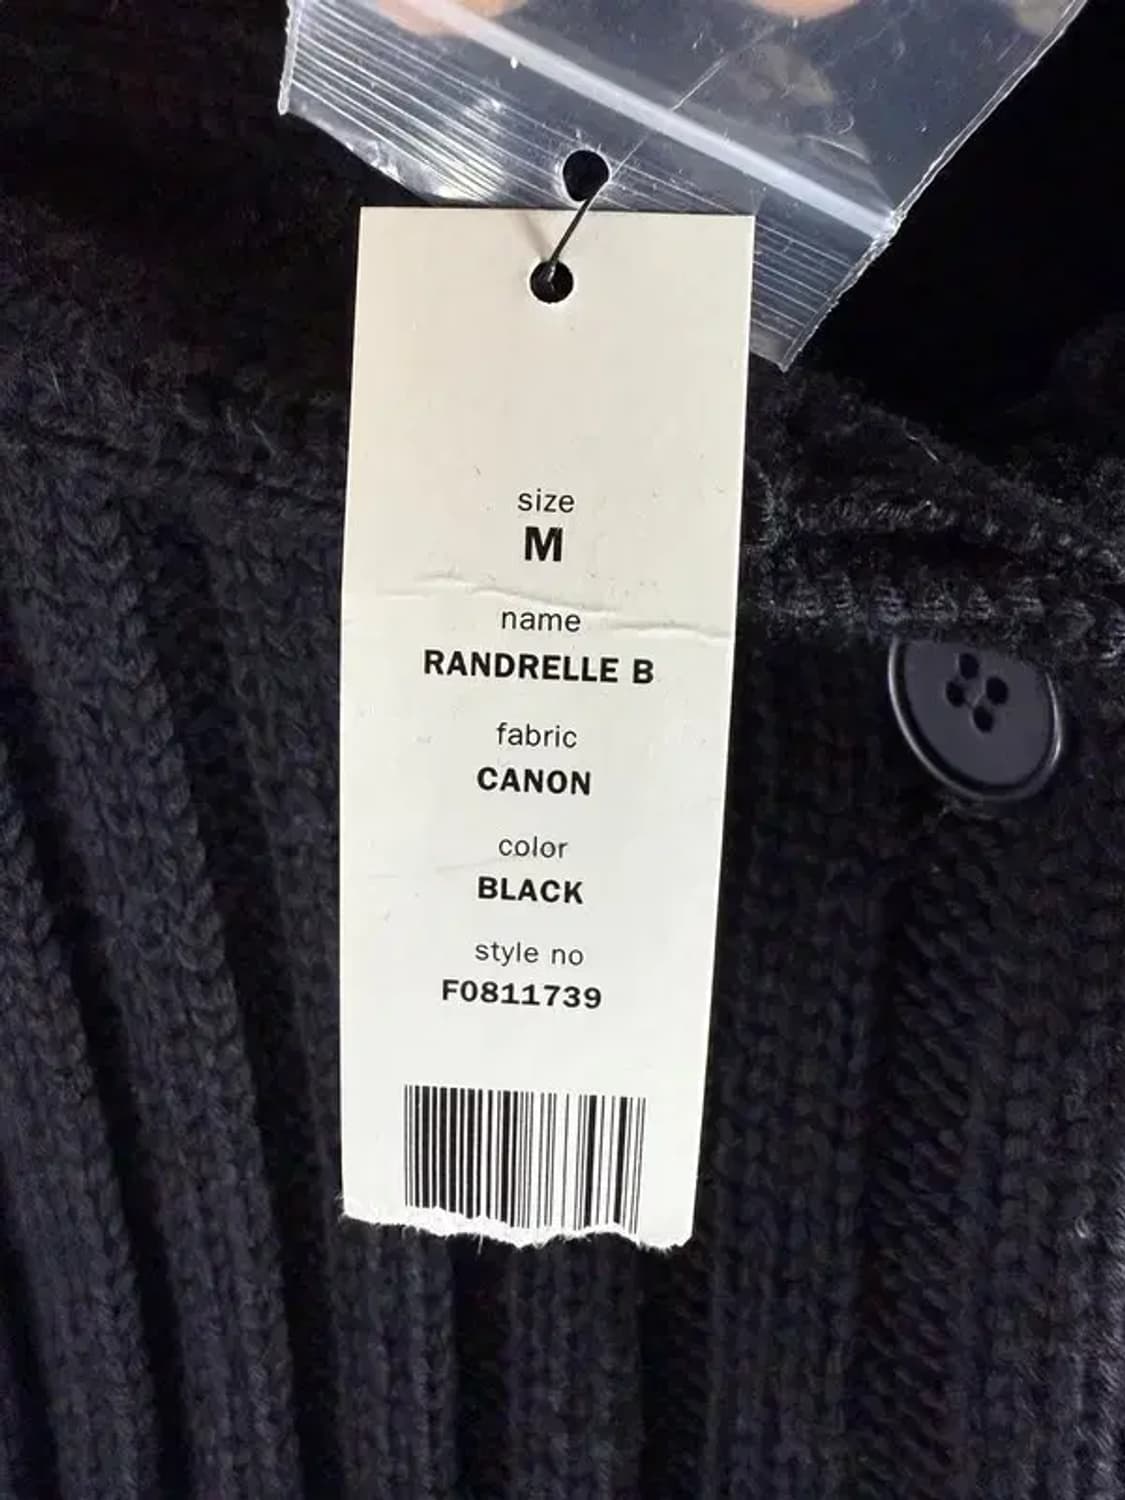 size
M
name
RANDRELLE B
fabric
CANON
color
BLACK
style no
F0811739